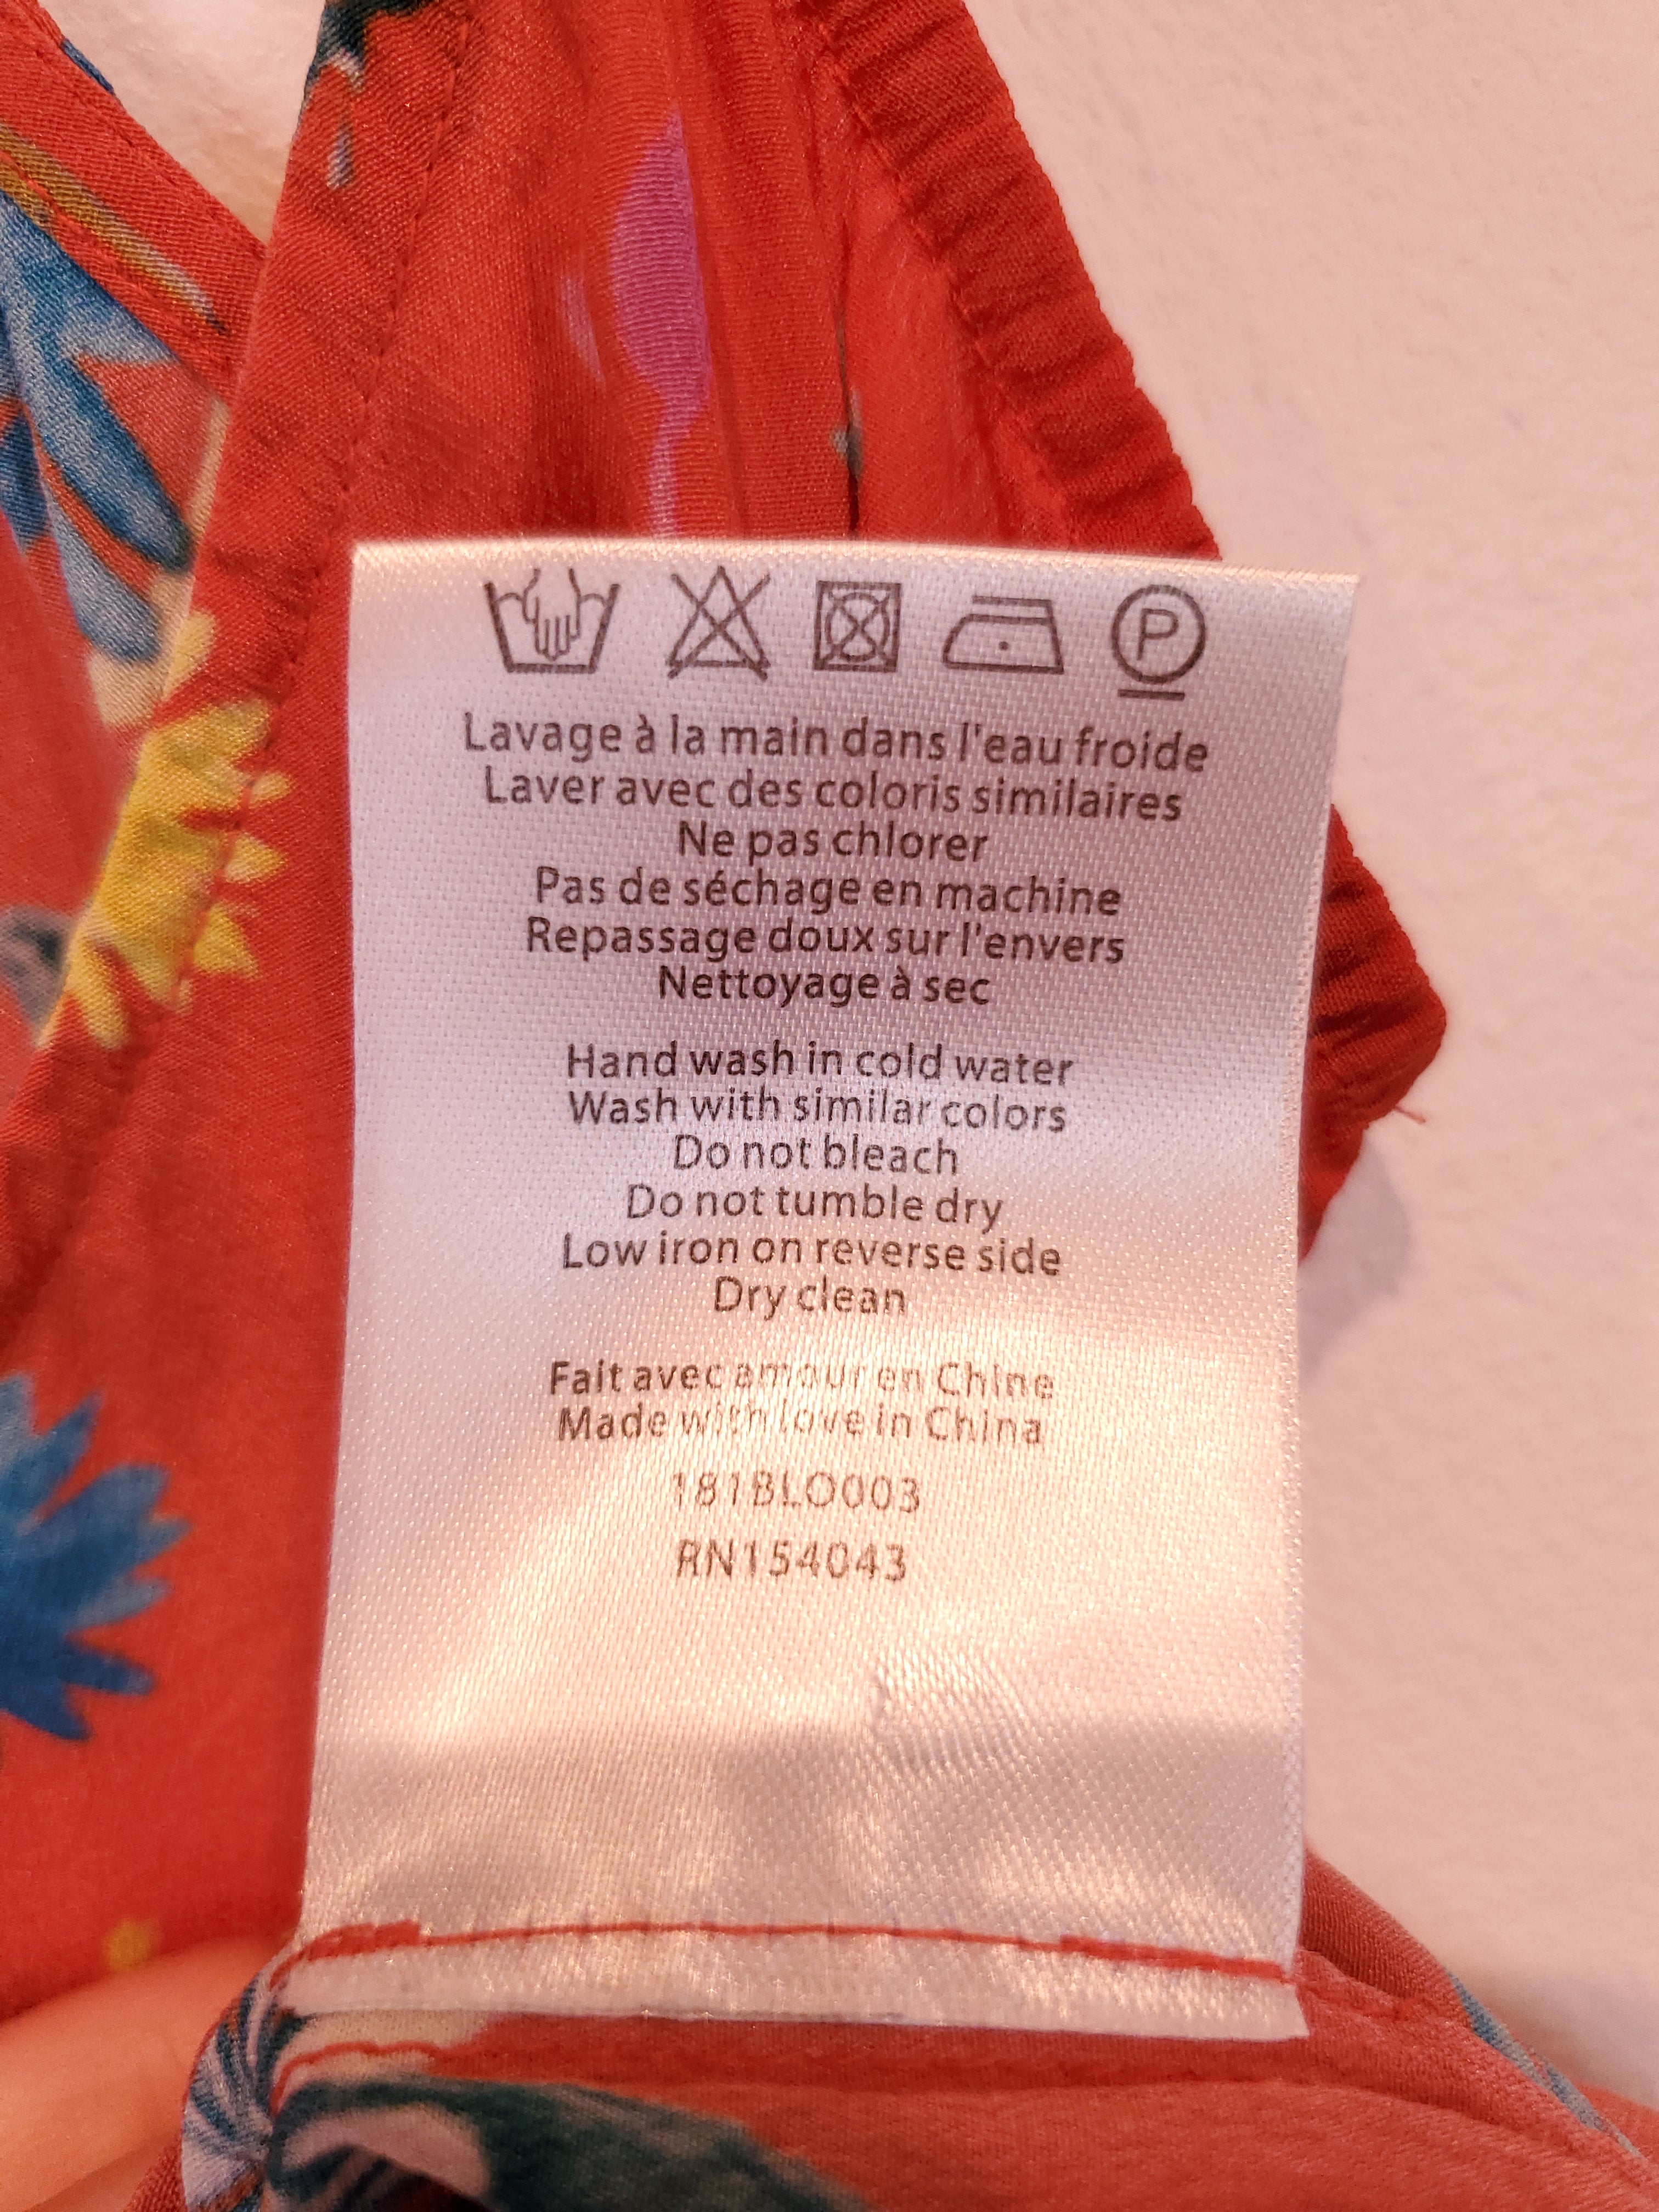 P
Lavage à la main dans l'eau froide
Laver avec des coloris similaires
Ne pas chlorer
Pas de séchage en machine
Repassage doux sur l'envers
Nettoyage à sec
Hand wash in cold water
Wash with similar colors
Do not bleach
Do not tumble dry
Low iron on reverse side
Dry clean
Fait avec amour en Chine
Made with love in China
181BLO003
RN154043